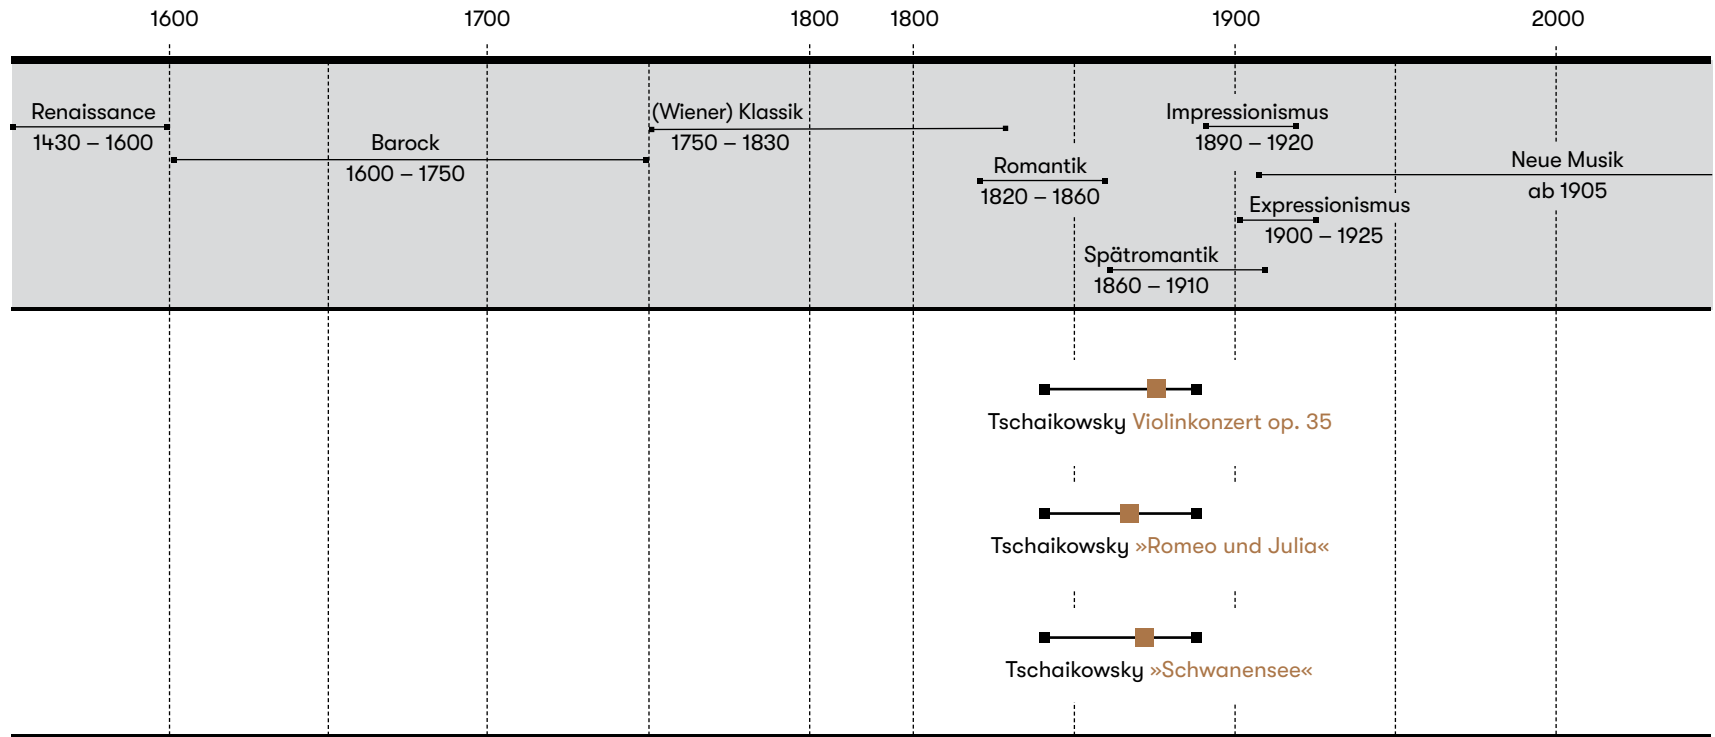 1600 1700 1800 1800 1900 2000
Renaissance
1430 – 1600
Barock
1600 – 1750
(Wiener) Klassik
1750 – 1830
Romantik
1820 – 1860
Spätromantik
1860 – 1910
Impressionismus
1890 – 1920
Expressionismus
1900 – 1925
Neue Musik
ab 1905
Tschaikowsky Violinkonzert op. 35
Tschaikowsky »Romeo und Julia«
Tschaikowsky »Schwanensee«